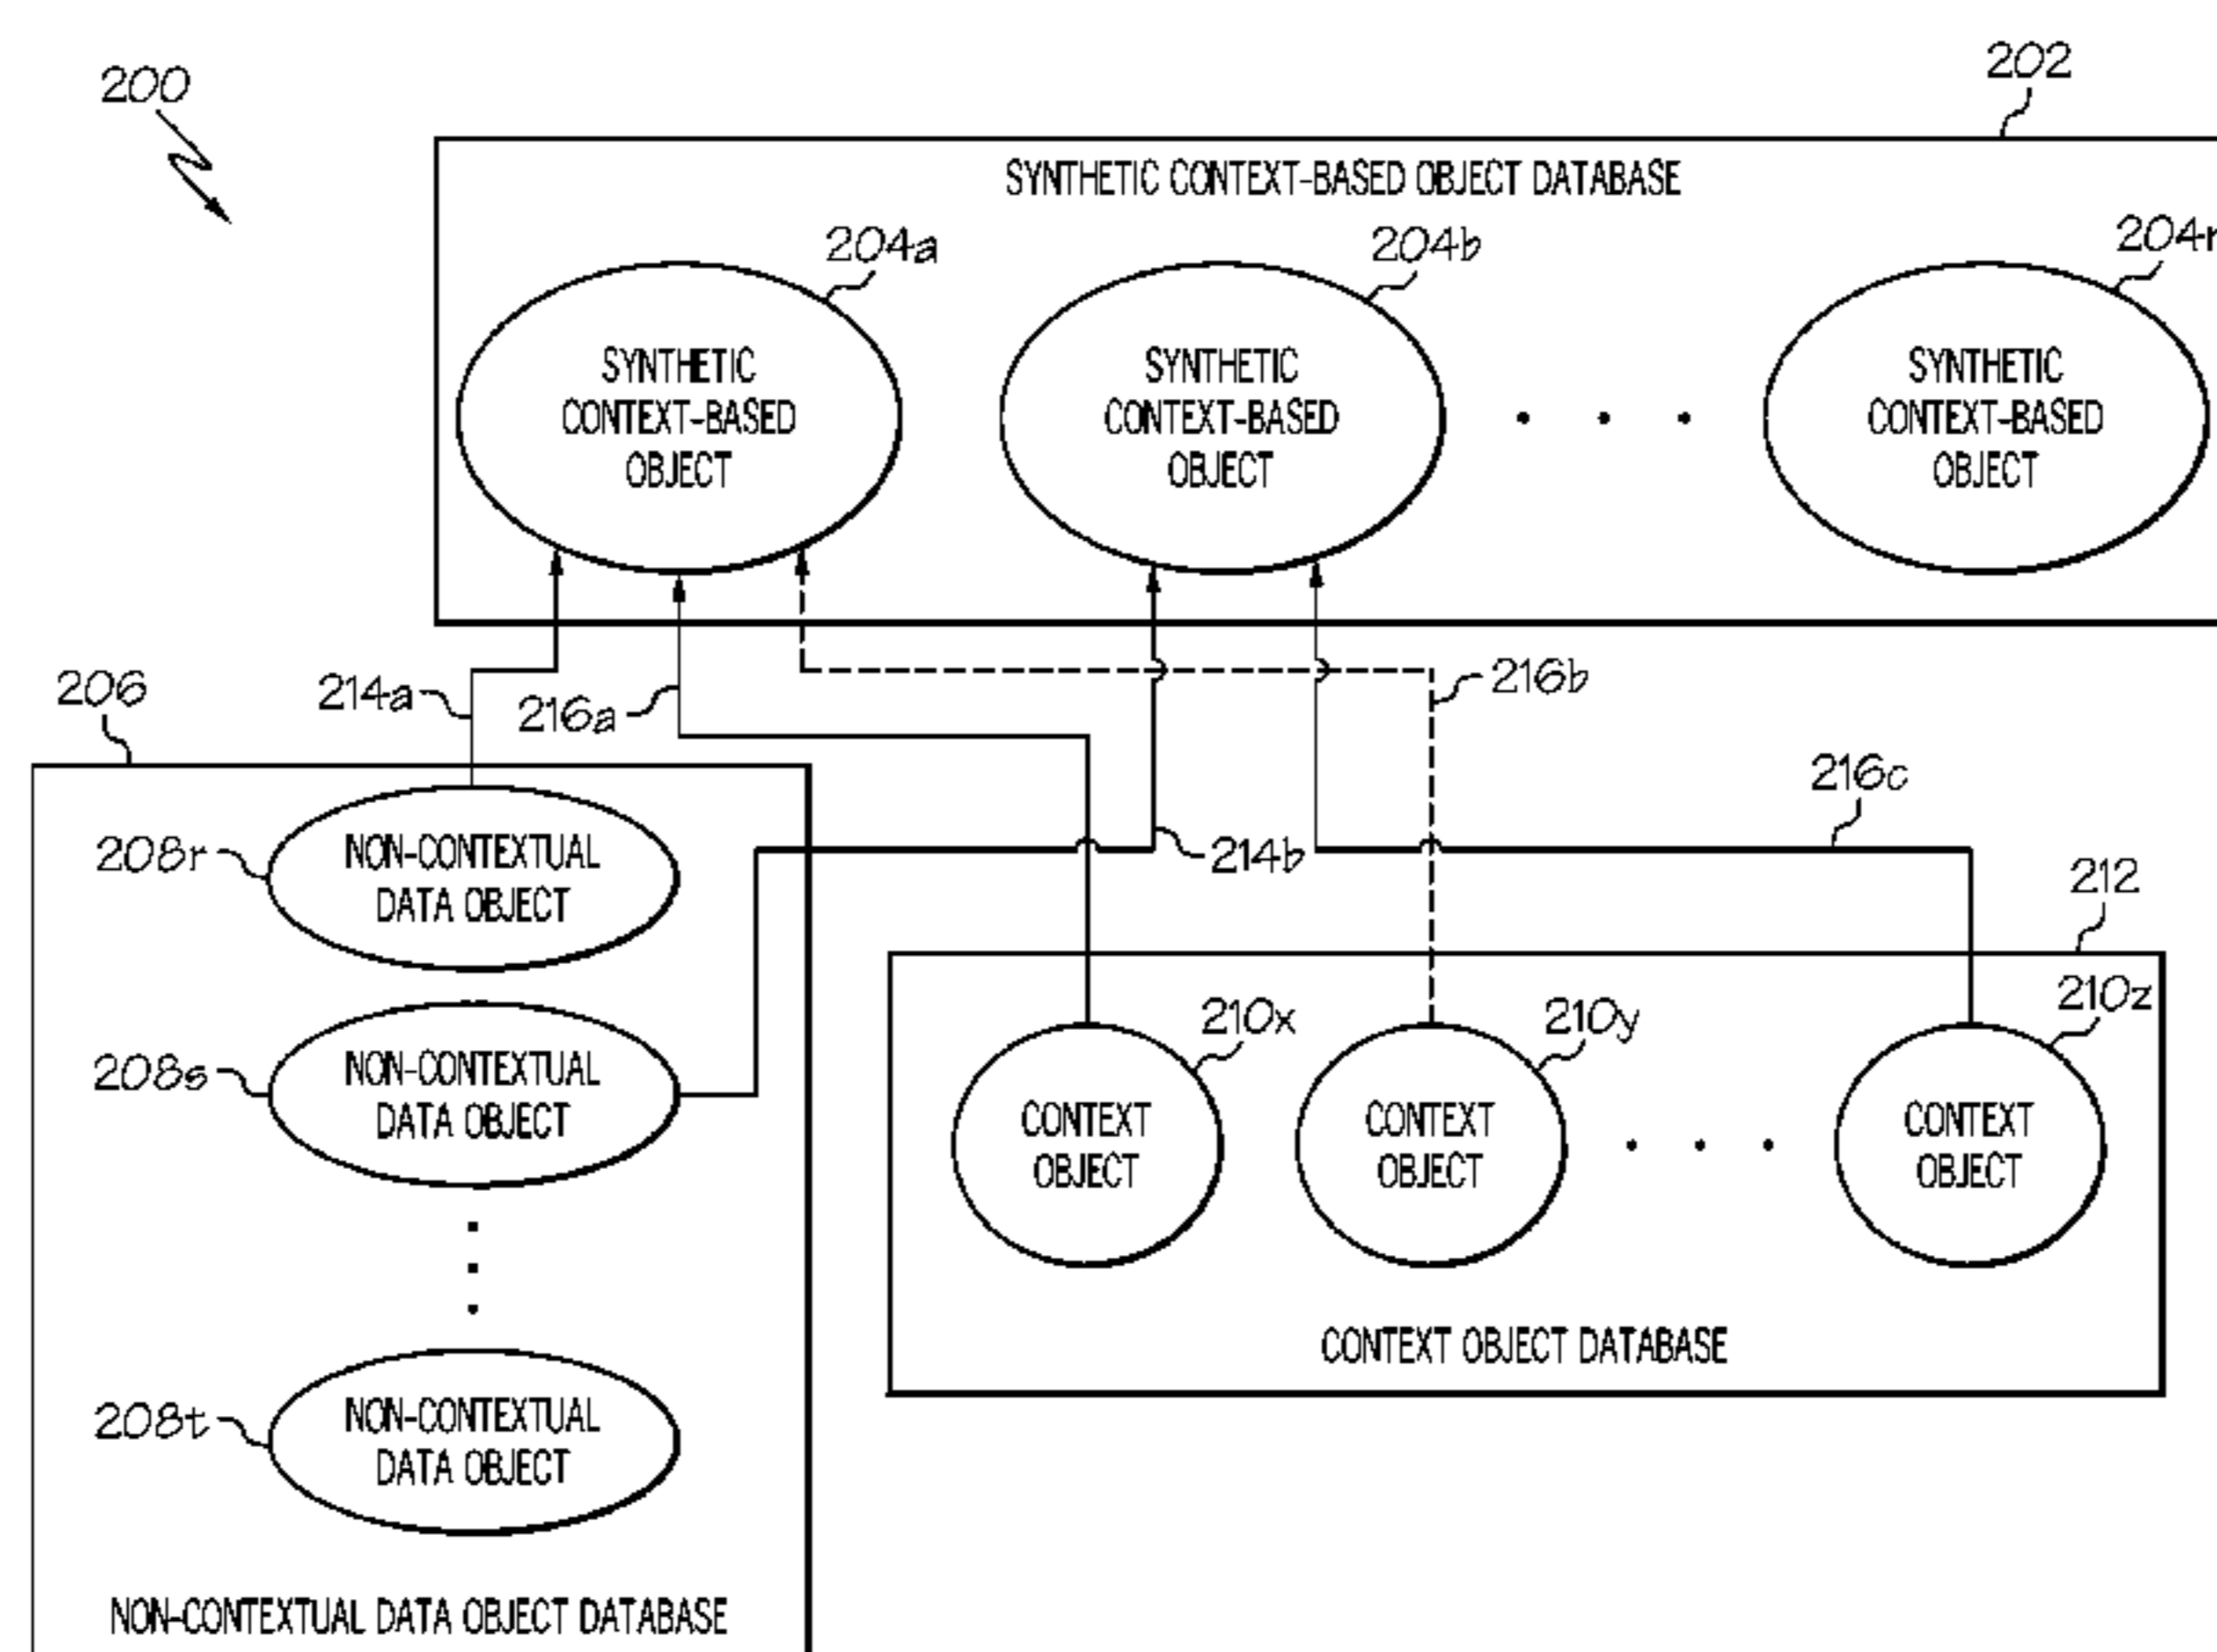 200
202
SYNTHETIC CONTEXT-BASED OBJECT DATABASE
204a
204b
SYNTHETIC
CONTEXT-BASED
OBJECT
SYNTHETIC
CONTEXT-BASED
OBJECT
SYNTHETIC
CONTEXT-BASED
OBJECT
206
214a
216a
216b
216c
208r
NON-CONTEXTUAL
DATA OBJECT
214b
212
208s
NON-CONTEXTUAL
DATA OBJECT
210x
210y
210z
CONTEXT
OBJECT
CONTEXT
OBJECT
CONTEXT
OBJECT
CONTEXT OBJECT DATABASE
208t
NON-CONTEXTUAL
DATA OBJECT
NON-CONTEXTUAL DATA OBJECT DATABASE